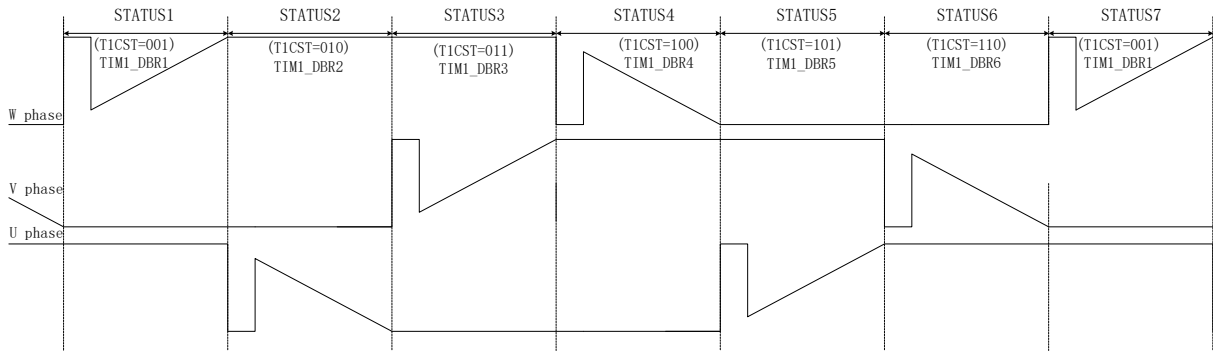 STATUS1 STATUS2 STATUS3 STATUS4 STATUS5 STATUS6 STATUS7
(T1CST=001) (T1CST=010) (T1CST=011) (T1CST=100) (T1CST=101) (T1CST=110) (T1CST=001)
TIM1_DBR1 TIM1_DBR2 TIM1_DBR3 TIM1_DBR4 TIM1_DBR5 TIM1_DBR6 TIM1_DBR1
W phase
V phase
U phase